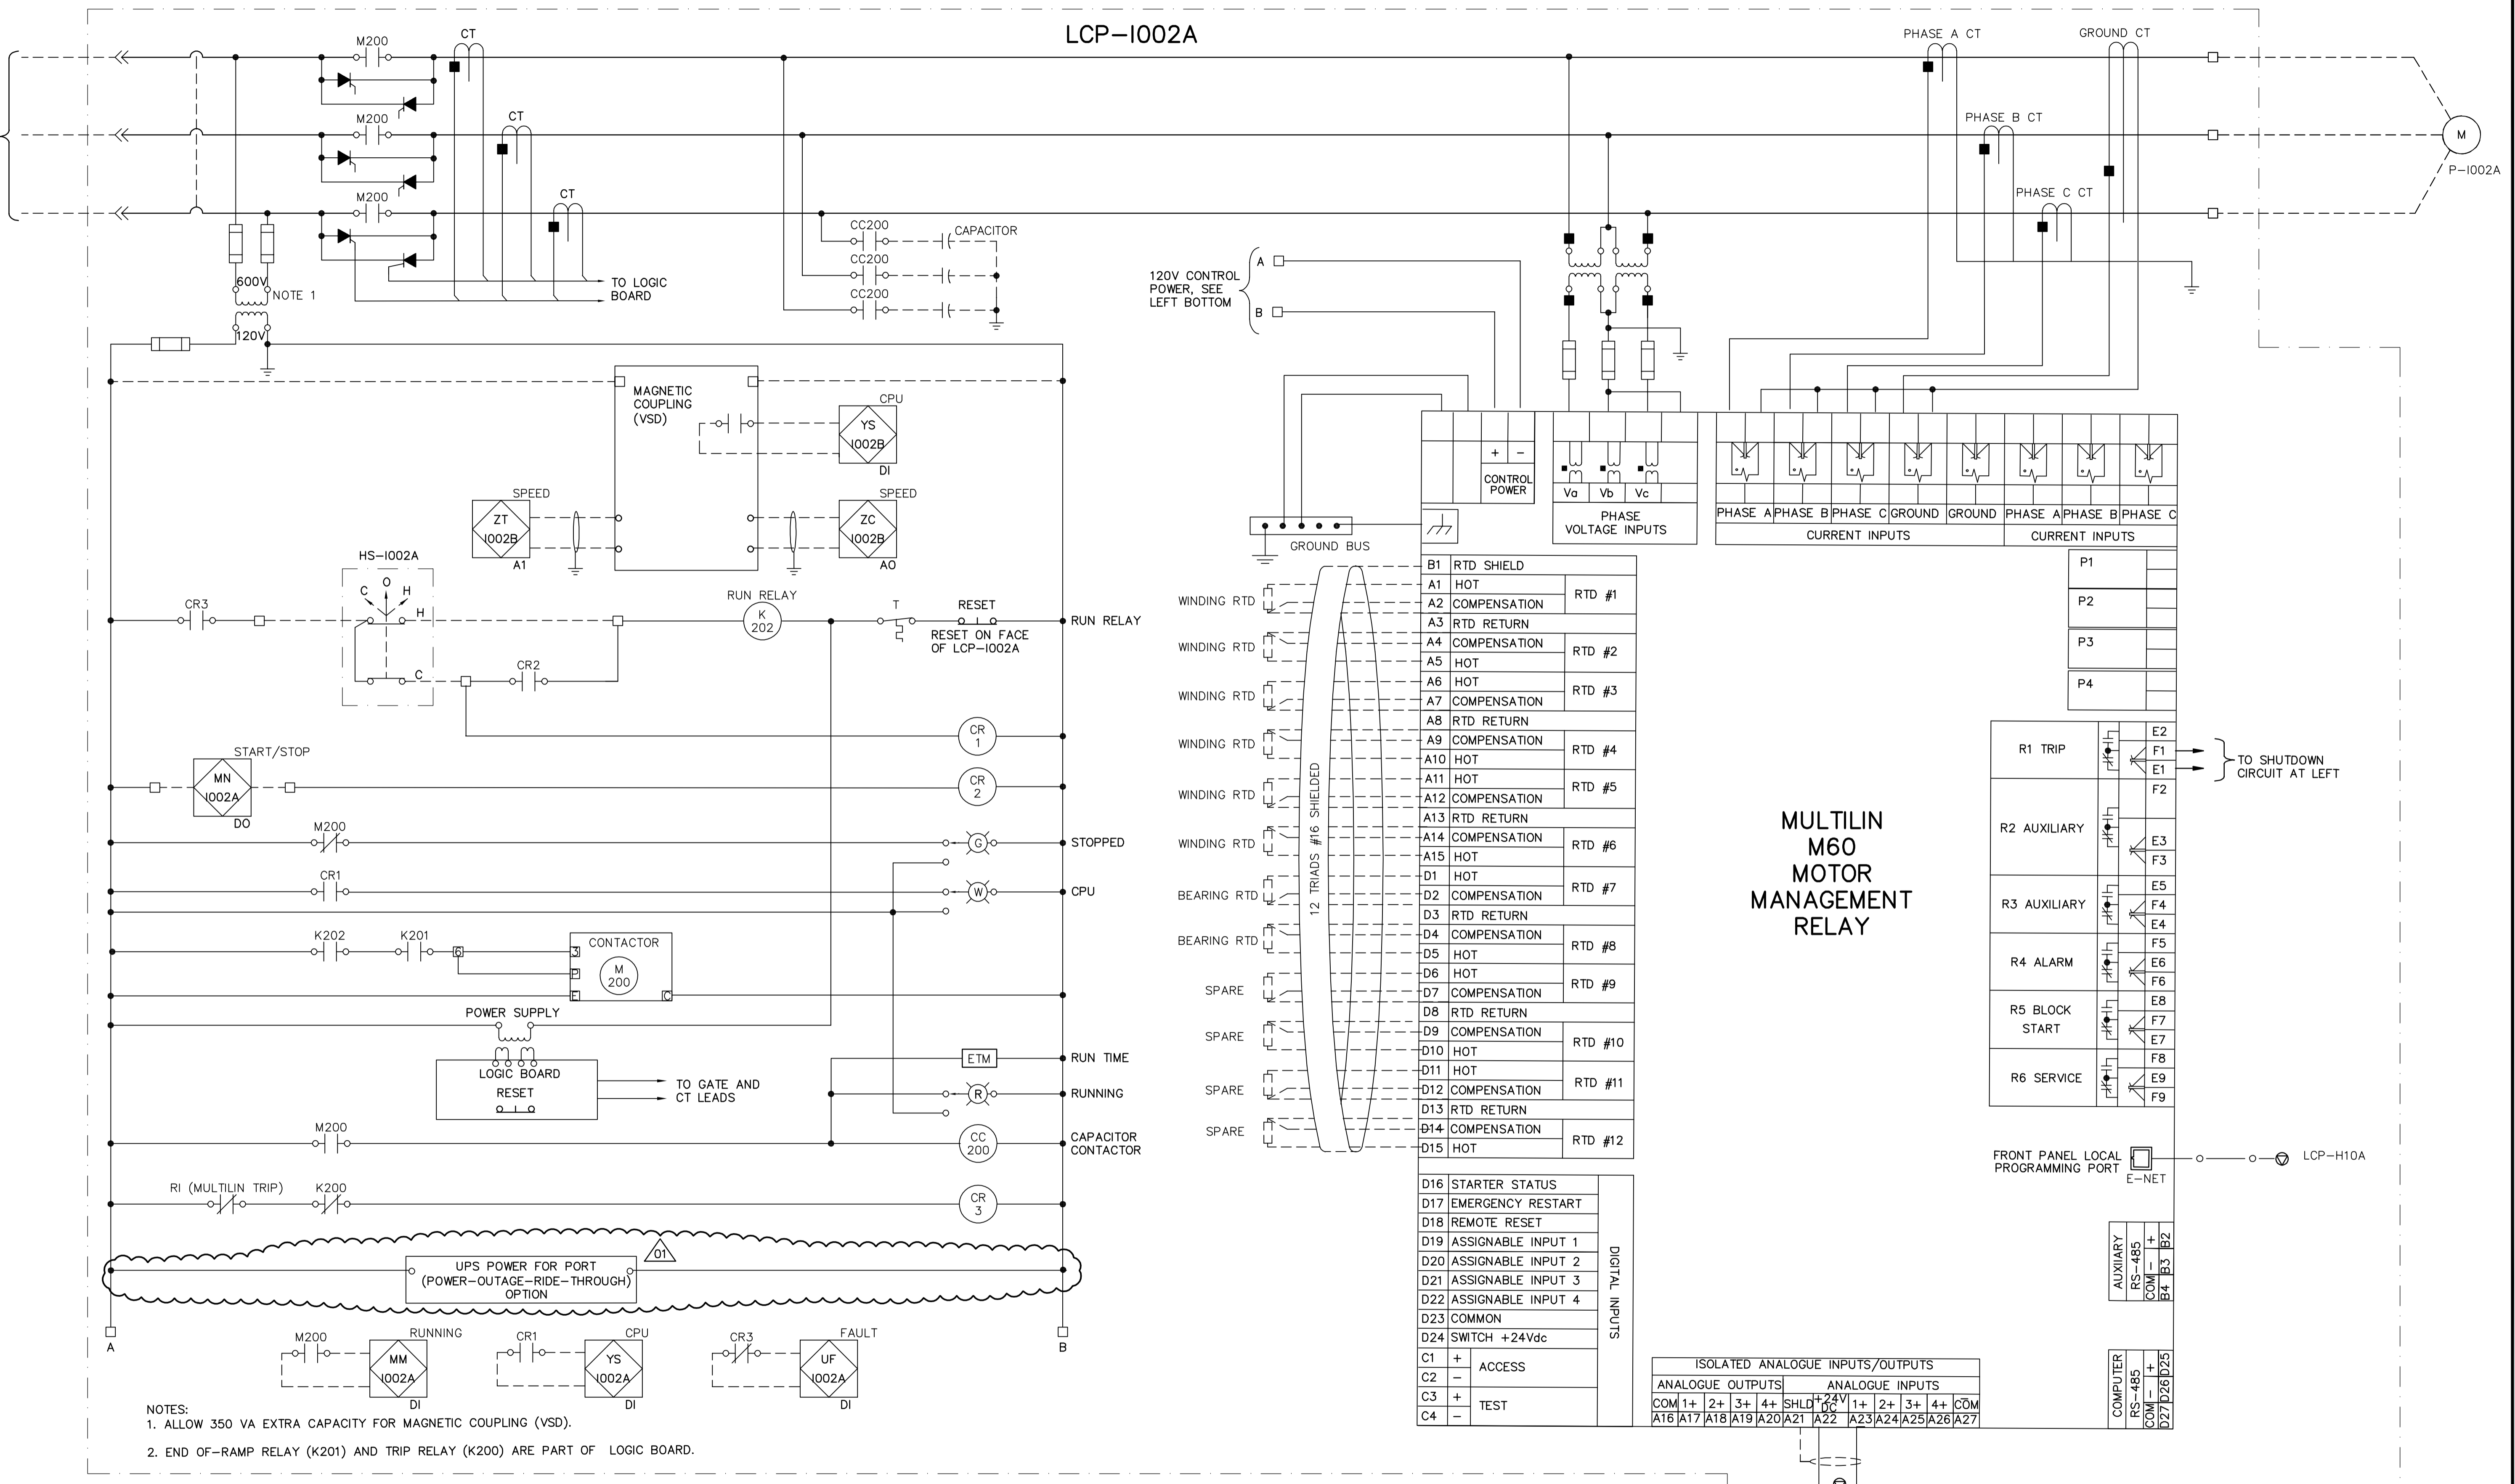 LCP-1002A
M200
CT
M200
CT
M200
CT
600V
NOTE 1
120V
TO LOGIC
BOARD
CC200
CAPACITOR
CC200
CC200
120V CONTROL
POWER, SEE
LEFT BOTTOM
A
B
PHASE A CT
GROUND CT
PHASE B CT
PHASE C CT
M
P-1002A
MAGNETIC
COUPLING
(VSD)
CPU
YS
1002B
DI
SPEED
ZT
1002B
A1
SPEED
ZC
1002B
AO
HS-1002A
C
O
H
H
C
CR3
CR2
RUN RELAY
K
202
T
RESET
RESET ON FACE
OF LCP-1002A
RUN RELAY
CR
1
START/STOP
MN
1002A
DO
CR
2
M200
G
STOPPED
CR1
W
CPU
K202
K201
6
CONTACTOR
3
P
E
C
M
200
POWER SUPPLY
LOGIC BOARD
RESET
TO GATE AND
CT LEADS
ETM
RUN TIME
R
RUNNING
M200
CC
200
CAPACITOR
CONTACTOR
R1 (MULTILIN TRIP)
K200
CR
3
01
UPS POWER FOR PORT
(POWER-OUTAGE-RIDE-THROUGH)
OPTION
A
B
M200
RUNNING
MM
1002A
DI
CR1
CPU
YS
1002A
DI
CR3
FAULT
UF
1002A
DI
NOTES:
1. ALLOW 350 VA EXTRA CAPACITY FOR MAGNETIC COUPLING (VSD).
2. END OF-RAMP RELAY (K201) AND TRIP RELAY (K200) ARE PART OF LOGIC BOARD.
+ -
CONTROL
POWER
GROUND BUS
Va Vb Vc
PHASE
VOLTAGE INPUTS
PHASE A PHASE B PHASE C GROUND GROUND PHASE A PHASE B PHASE C
CURRENT INPUTS
CURRENT INPUTS
P1
P2
P3
P4
12 TRIADS #16 SHIELDED
WINDING RTD
WINDING RTD
WINDING RTD
WINDING RTD
WINDING RTD
WINDING RTD
BEARING RTD
BEARING RTD
SPARE
SPARE
SPARE
SPARE
B1 RTD SHIELD
A1 HOT
RTD #1
A2 COMPENSATION
A3 RTD RETURN
A4 COMPENSATION
RTD #2
A5 HOT
A6 HOT
RTD #3
A7 COMPENSATION
A8 RTD RETURN
A9 COMPENSATION
RTD #4
A10 HOT
A11 HOT
RTD #5
A12 COMPENSATION
A13 RTD RETURN
A14 COMPENSATION
RTD #6
A15 HOT
D1 HOT
RTD #7
D2 COMPENSATION
D3 RTD RETURN
D4 COMPENSATION
RTD #8
D5 HOT
D6 HOT
RTD #9
D7 COMPENSATION
D8 RTD RETURN
D9 COMPENSATION
RTD #10
D10 HOT
D11 HOT
RTD #11
D12 COMPENSATION
D13 RTD RETURN
D14 COMPENSATION
RTD #12
D15 HOT
D16 STARTER STATUS
D17 EMERGENCY RESTART
D18 REMOTE RESET
D19 ASSIGNABLE INPUT 1
D20 ASSIGNABLE INPUT 2
D21 ASSIGNABLE INPUT 3
D22 ASSIGNABLE INPUT 4
D23 COMMON
D24 SWITCH +24Vdc
C1 +
ACCESS
C2 -
C3 +
TEST
C4 -
DIGITAL INPUTS
MULTILIN
M60
MOTOR
MANAGEMENT
RELAY
R1 TRIP
E2
F1
E1
TO SHUTDOWN
CIRCUIT AT LEFT
R2 AUXILIARY
F2
E3
F3
R3 AUXILIARY
E5
F4
E4
R4 ALARM
F5
E6
F6
R5 BLOCK
START
E8
F7
E7
R6 SERVICE
F8
E9
F9
FRONT PANEL LOCAL
PROGRAMMING PORT
E-NET
LCP-H10A
AUXIIARY
RS-485
COM - +
B4 B3 B2
COMPUTER
RS-485
COM - +
D27 D26 D25
ISOLATED ANALOGUE INPUTS/OUTPUTS
ANALOGUE OUTPUTS ANALOGUE INPUTS
COM 1+ 2+ 3+ 4+ SHLD +24V DC 1+ 2+ 3+ 4+ COM
A16 A17 A18 A19 A20 A21 A22 A23 A24 A25 A26 A27